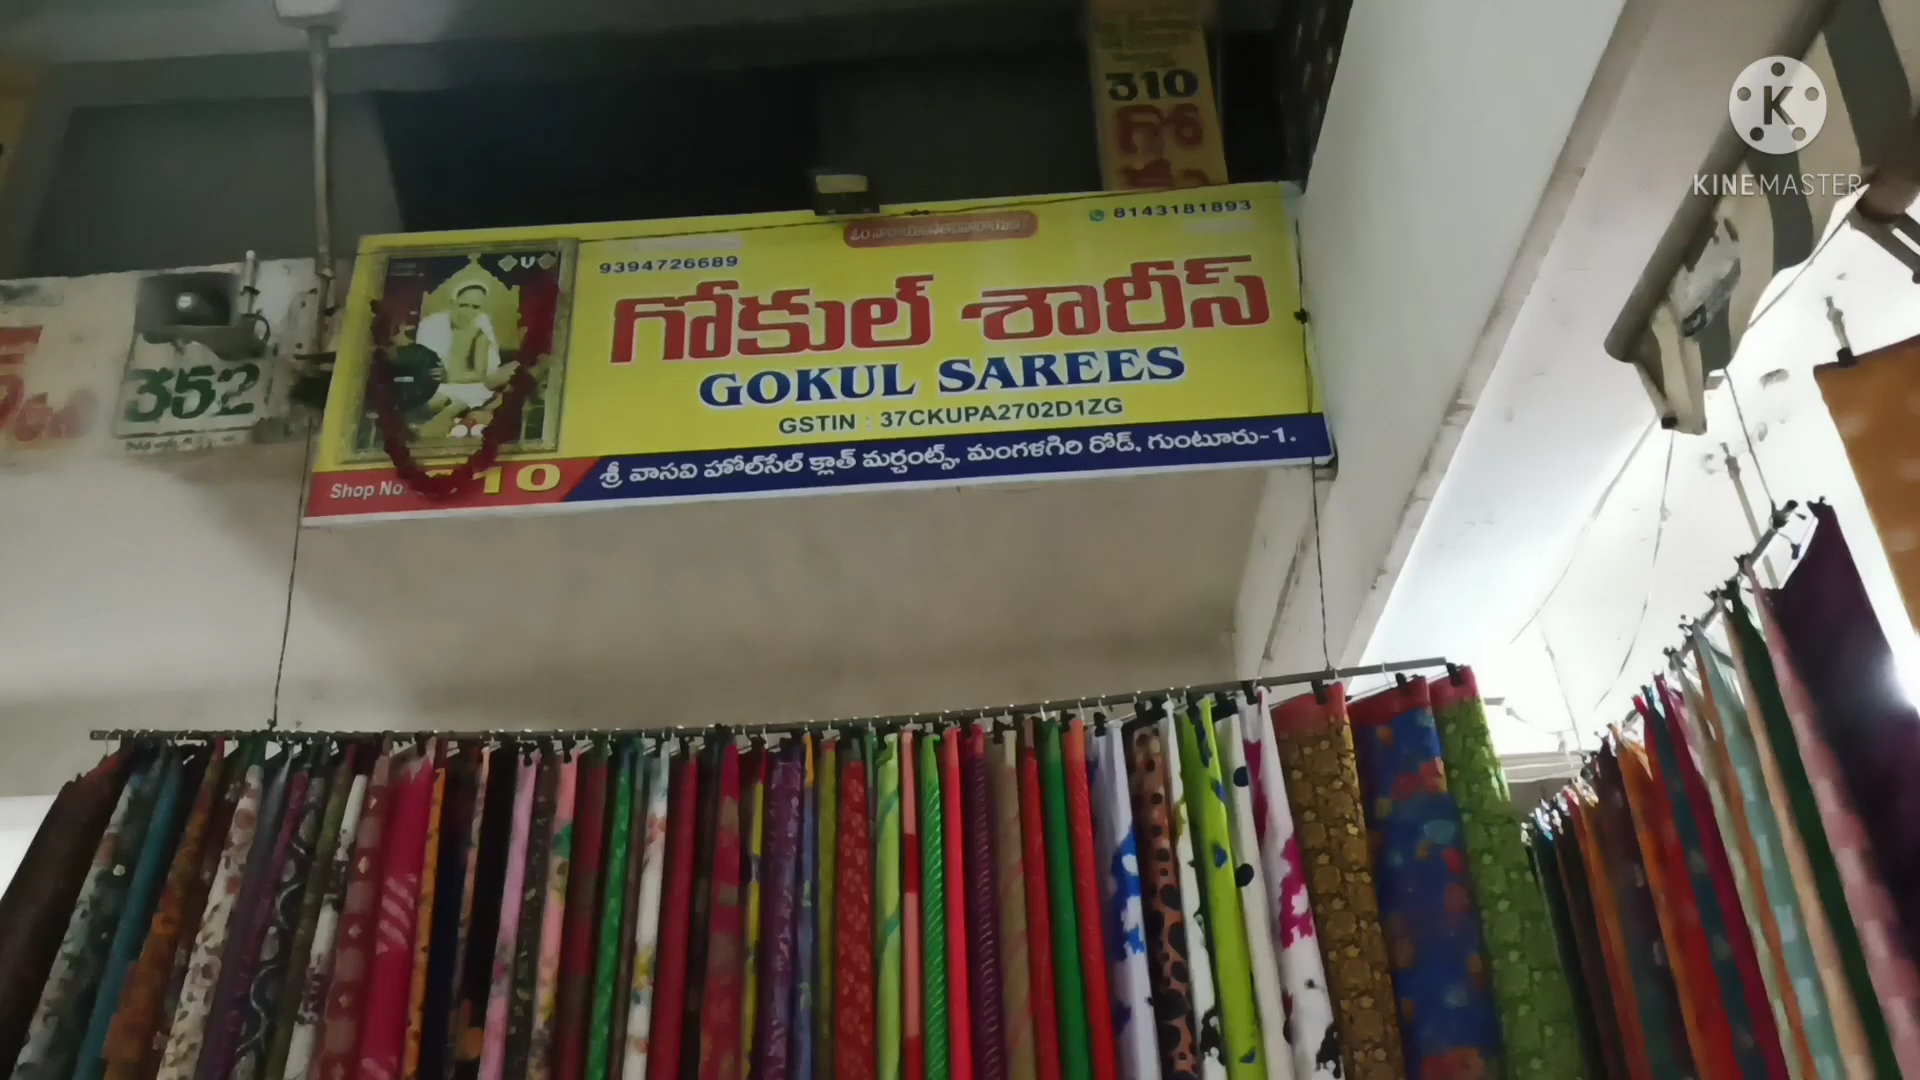 310
గో
KINEMASTER
8143181893
9394726689
గోకుల్ శారీస్
GOKUL SAREES
GSTIN : 37CKUPA2702D1ZG
Shop No. 10
శ్రీ వాసవి హోల్‌సేల్ క్లాత్ మర్చంట్స్, మంగళగిరి రోడ్, గుంటూరు-1.
352